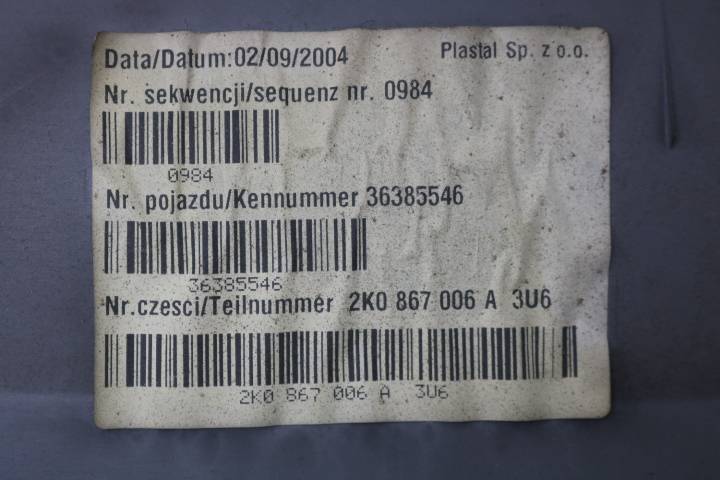 Data/Datum:02/09/2004 Plastal Sp. z o.o.
Nr. sekwencji/sequenz nr. 0984
0984
Nr. pojazdu/Kennummer 36385546
36385546
Nr.czesci/Teilnummer 2K0 867 006 A 3U6
2K0 867 006 A 3U6